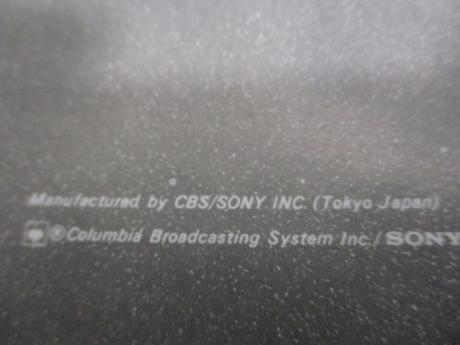 Manufactured by CBS/SONY INC. (Tokyo Japan)
®Columbia Broadcasting System Inc./SONY